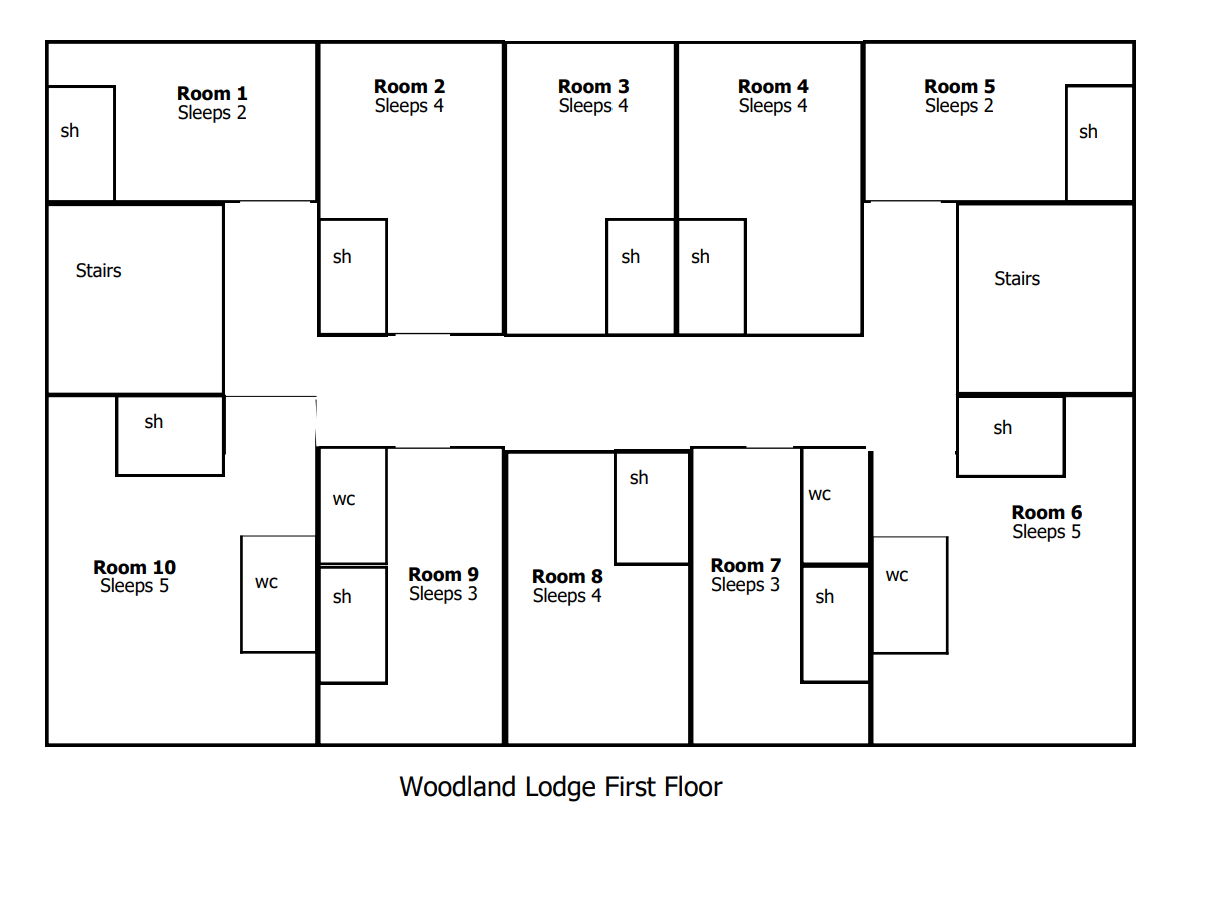 Room 1
Sleeps 2
Room 2
Sleeps 4
Room 3
Sleeps 4
Room 4
Sleeps 4
Room 5
Sleeps 2
sh
sh
sh
sh
sh
Stairs
Stairs
sh
sh
wc
sh
wc
Room 6
Sleeps 5
Room 10
Sleeps 5
wc
sh
Room 9
Sleeps 3
Room 8
Sleeps 4
Room 7
Sleeps 3
sh
wc
Woodland Lodge First Floor